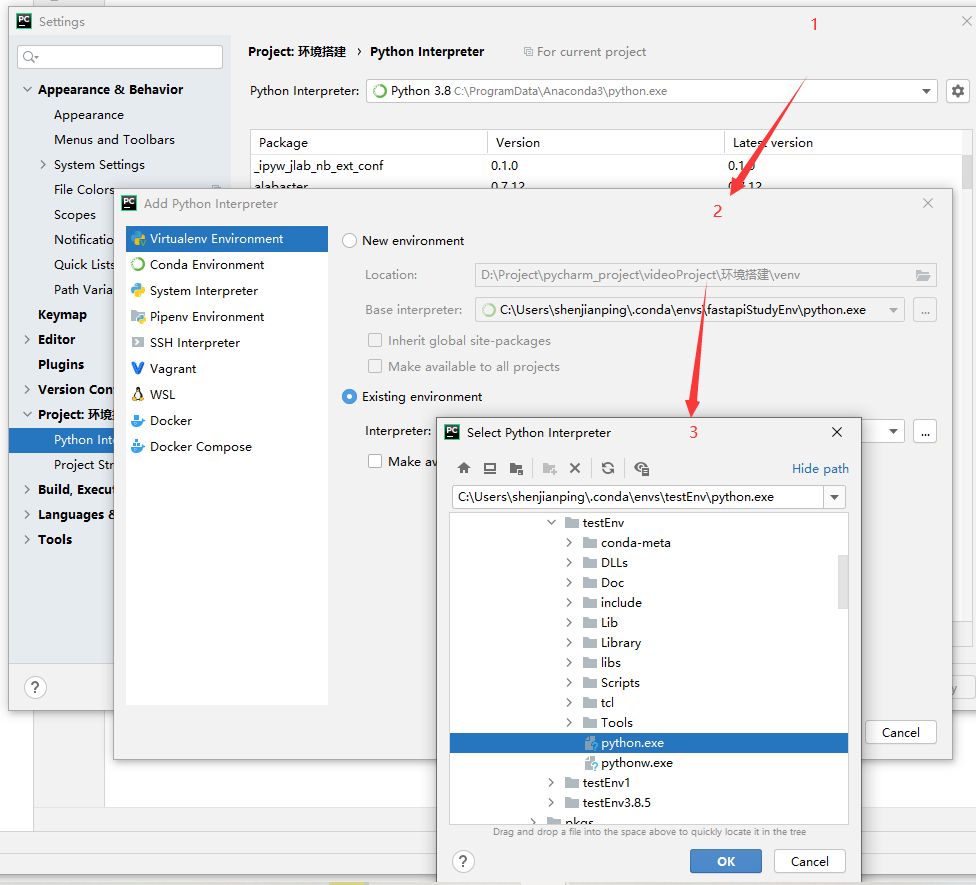 PC Settings
1
Project: 环境搭建 › Python Interpreter For current project
Python Interpreter: Python 3.8 C:\ProgramData\Anaconda3\python.exe
Appearance & Behavior
Appearance
Menus and Toolbars
System Settings
File Colors
Scopes
Notificatio
Quick Lists
Path Varia
Keymap
Editor
Plugins
Version Con
Project: 环境
Python Int
Project Str
Build, Execut
Languages &
Tools
?
Package Version Latest version
_ipyw_jlab_nb_ext_conf 0.1.0 0.1.0
alabaster 0.7.12 0.7.12
2
PC Add Python Interpreter
Virtualenv Environment
Conda Environment
System Interpreter
Pipenv Environment
SSH Interpreter
Vagrant
WSL
Docker
Docker Compose
New environment
Location: D:\Project\pycharm_project\videoProject\环境搭建\venv
Base interpreter: C:\Users\shenjianping\.conda\envs\fastapiStudyEnv\python.exe ...
Inherit global site-packages
Make available to all projects
Existing environment
Interpreter: ...
Make av
Cancel
3
PC Select Python Interpreter
Hide path
C:\Users\shenjianping\.conda\envs\testEnv\python.exe
testEnv
conda-meta
DLLs
Doc
include
Lib
Library
libs
Scripts
tcl
Tools
python.exe
pythonw.exe
testEnv1
testEnv3.8.5
pkgs
Drag and drop a file into the space above to quickly locate it in the tree
? OK Cancel